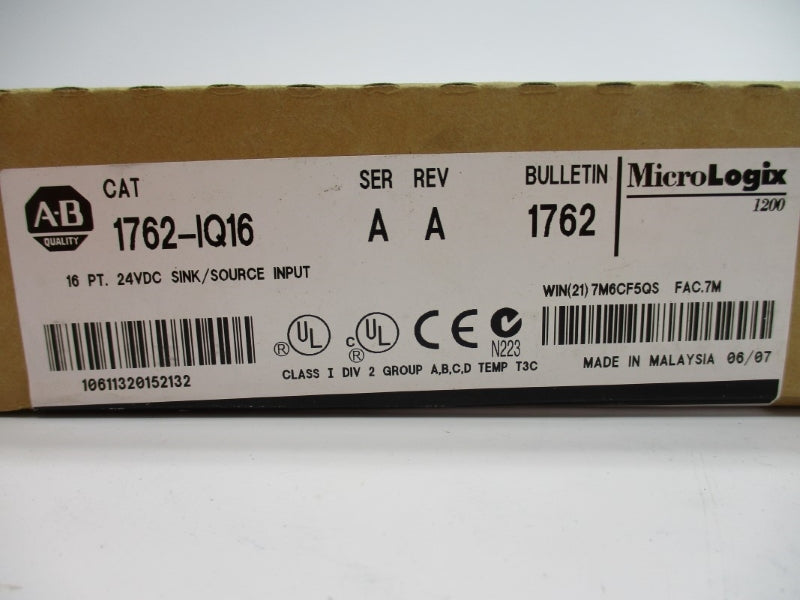 A-B
QUALITY
CAT
1762-IQ16
SER REV
A A
BULLETIN
1762
MicroLogix
1200
16 PT. 24VDC SINK/SOURCE INPUT
WIN(21) 7M6CF5QS FAC.7M
10611320152132
® UL
C UL ®
CE
N223
CLASS I DIV 2 GROUP A,B,C,D TEMP T3C
MADE IN MALAYSIA 06/07